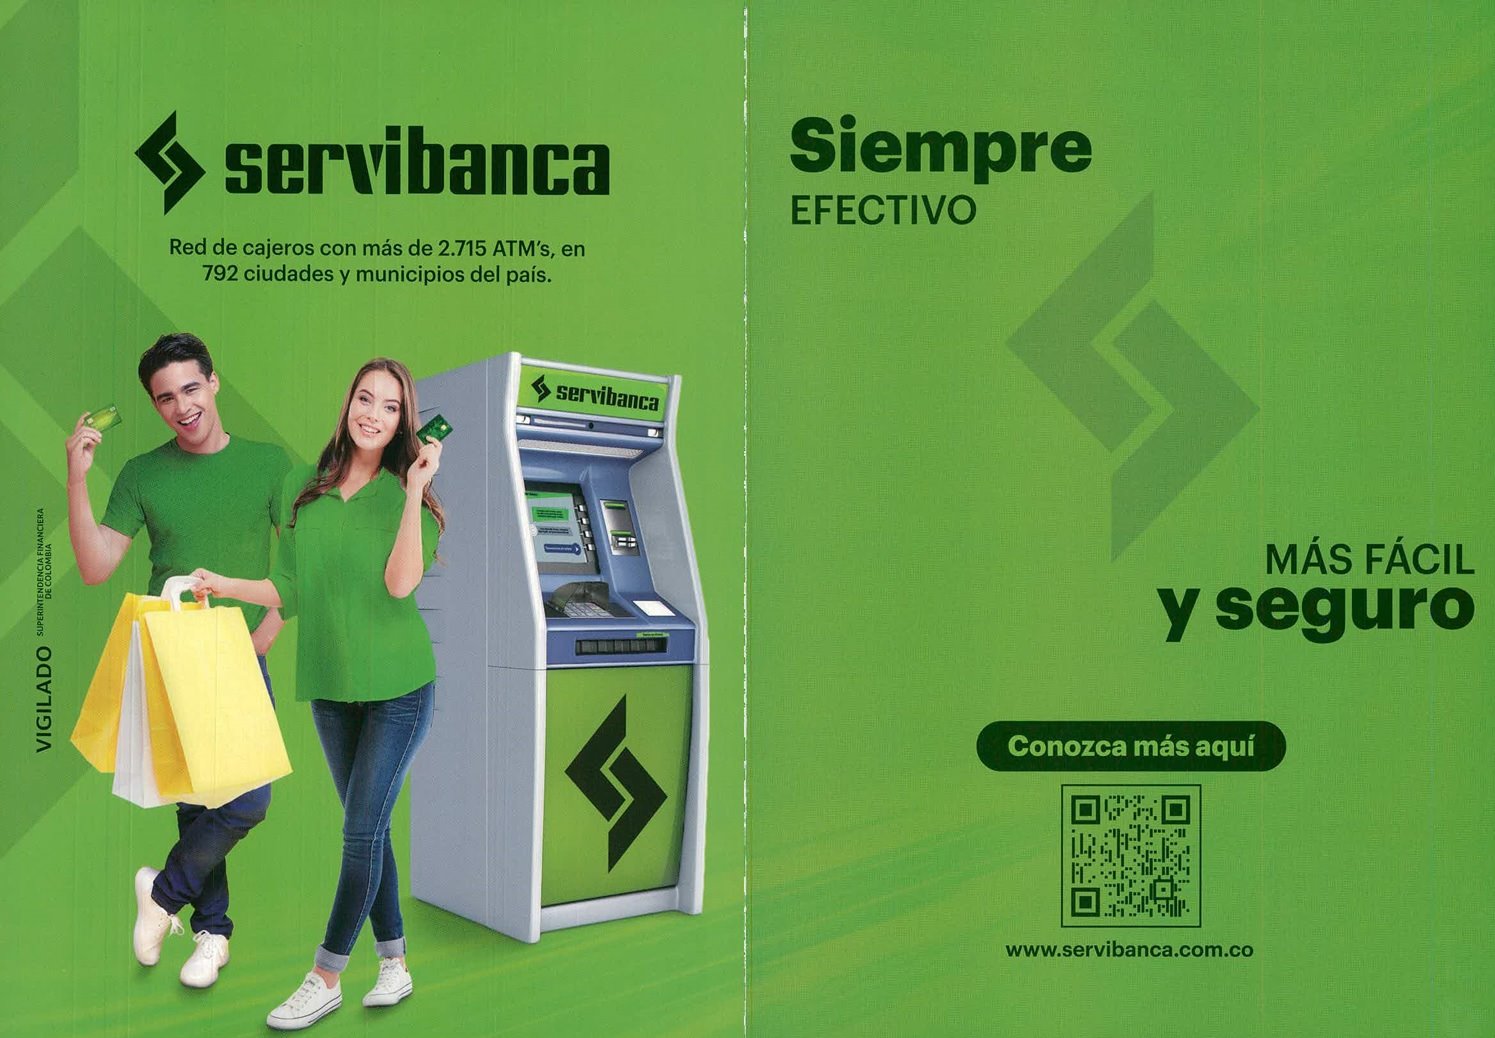 servibanca
Red de cajeros con más de 2.715 ATM's, en
792 ciudades y municipios del país.
servibanca
VIGILADO SUPERINTENDENCIA FINANCIERA
DE COLOMBIA
Siempre
EFECTIVO
MÁS FÁCIL
y seguro
Conozca más aquí
www.servibanca.com.co